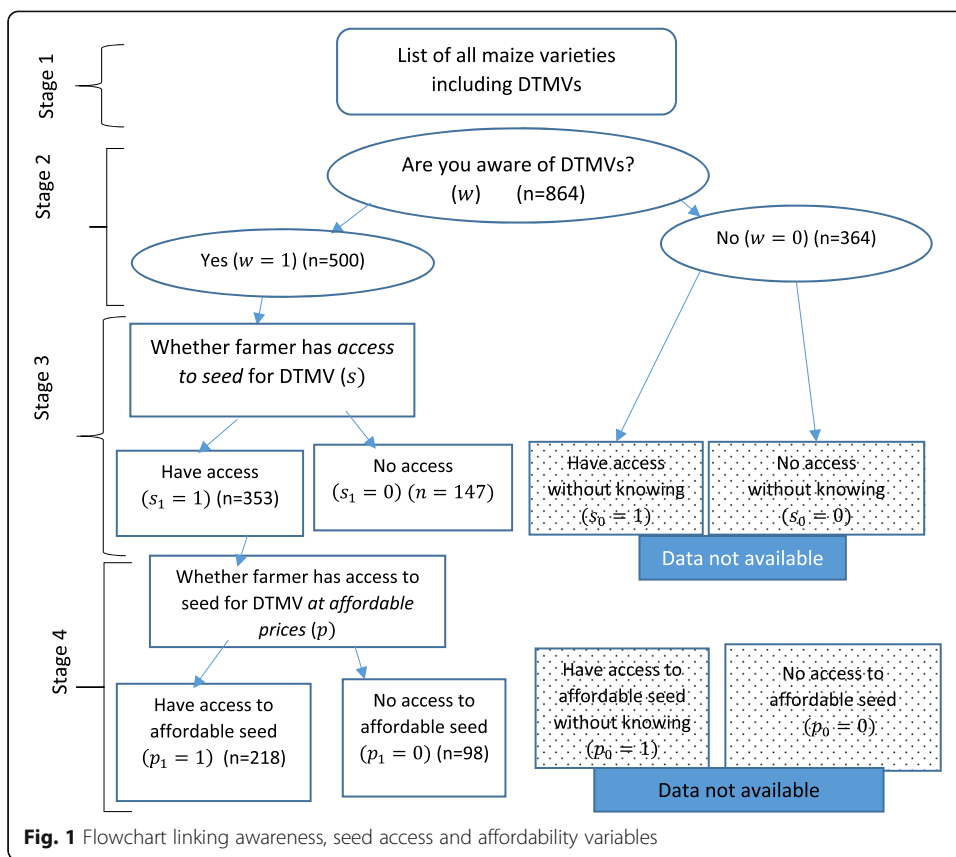 Stage 1
List of all maize varieties
including DTMVs
Stage 2
Are you aware of DTMVs?
(w) (n=864)
Yes (w = 1) (n=500)
No (w = 0) (n=364)
Stage 3
Whether farmer has access
to seed for DTMV (s)
Have access
(s₁ = 1) (n=353)
No access
(s₁ = 0) (n = 147)
Have access
without knowing
(s₀ = 1)
No access
without knowing
(s₀ = 0)
Data not available
Stage 4
Whether farmer has access to
seed for DTMV at affordable
prices (p)
Have access to
affordable seed
(p₁ = 1) (n=218)
No access to
affordable seed
(p₁ = 0) (n=98)
Have access to
affordable seed
without knowing
(p₀ = 1)
No access to
affordable seed
(p₀ = 0)
Data not available
Fig. 1 Flowchart linking awareness, seed access and affordability variables